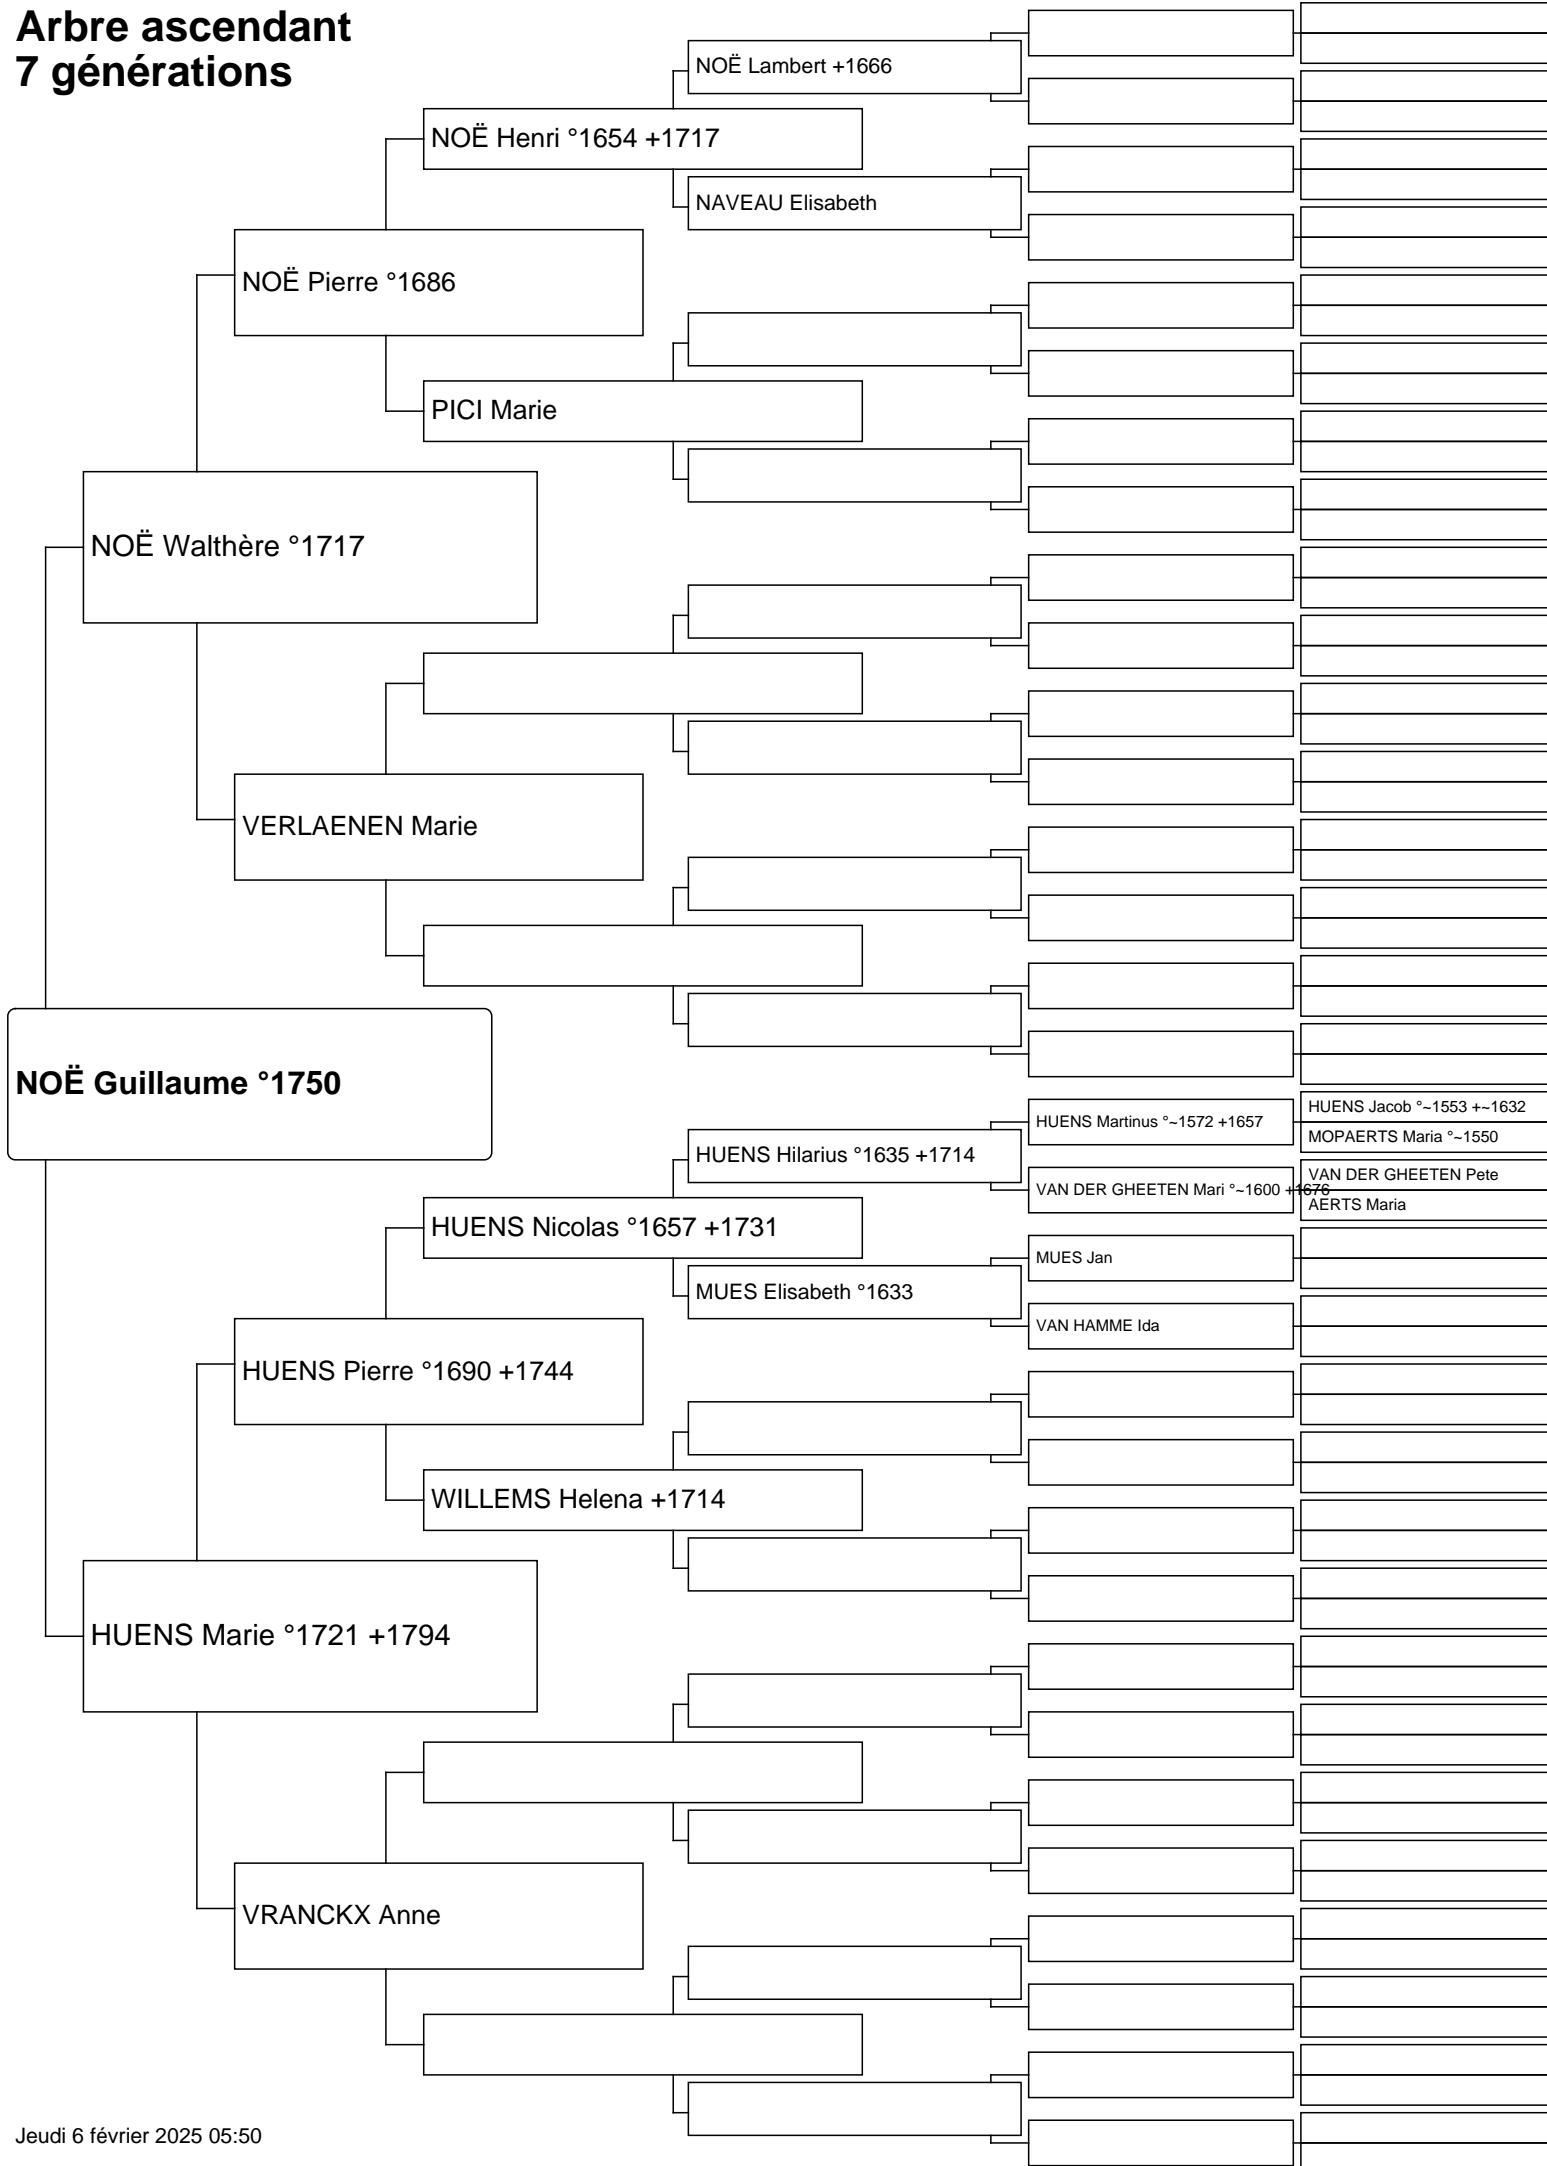 Arbre ascendant
7 générations
NOË Lambert +1666
NOË Henri °1654 +1717
NAVEAU Elisabeth
NOË Pierre °1686
PICI Marie
NOË Walthère °1717
VERLAENEN Marie
NOË Guillaume °1750
HUENS Jacob °~1553 +~1632
HUENS Martinus °~1572 +1657
MOPAERTS Maria °~1550
HUENS Hilarius °1635 +1714
VAN DER GHEETEN Pete
VAN DER GHEETEN Mari °~1600 +1676
AERTS Maria
HUENS Nicolas °1657 +1731
MUES Jan
MUES Elisabeth °1633
VAN HAMME Ida
HUENS Pierre °1690 +1744
WILLEMS Helena +1714
HUENS Marie °1721 +1794
VRANCKX Anne
Jeudi 6 février 2025 05:50